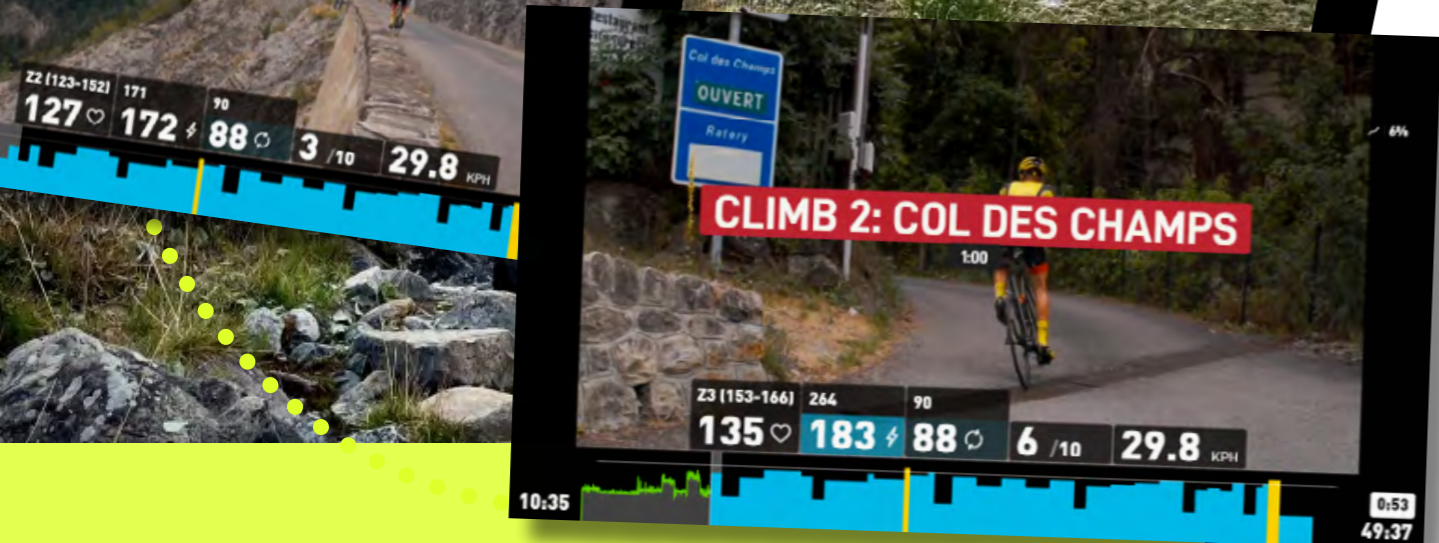 Z2 (123-152) 171 90
127 172 88 3 /10 29.8 KPH
Restaurant
Col des Champs
OUVERT
Ratery
6%
CLIMB 2: COL DES CHAMPS
1:00
Z3 (153-166) 264 90
135 183 88 6 /10 29.8 KPH
10:35
0:53
49:37